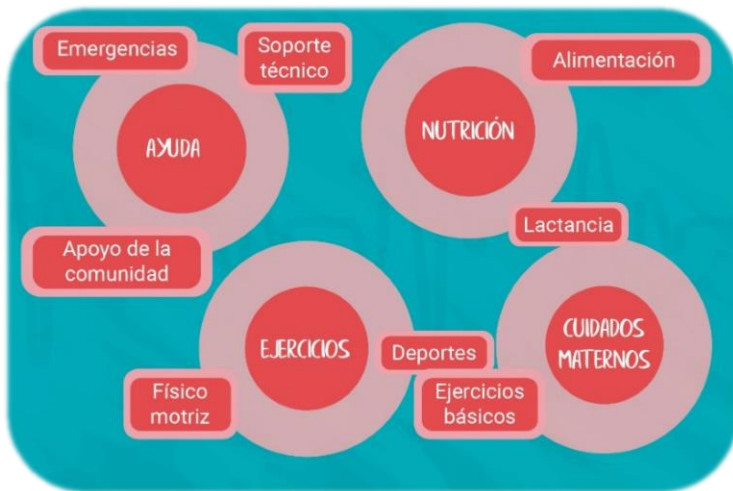 Emergencias
Soporte
técnico
AYUDA
Apoyo de la
comunidad
Alimentación
NUTRICIÓN
Lactancia
EJERCICIOS
Deportes
Físico
motriz
CUIDADOS
MATERNOS
Ejercicios
básicos